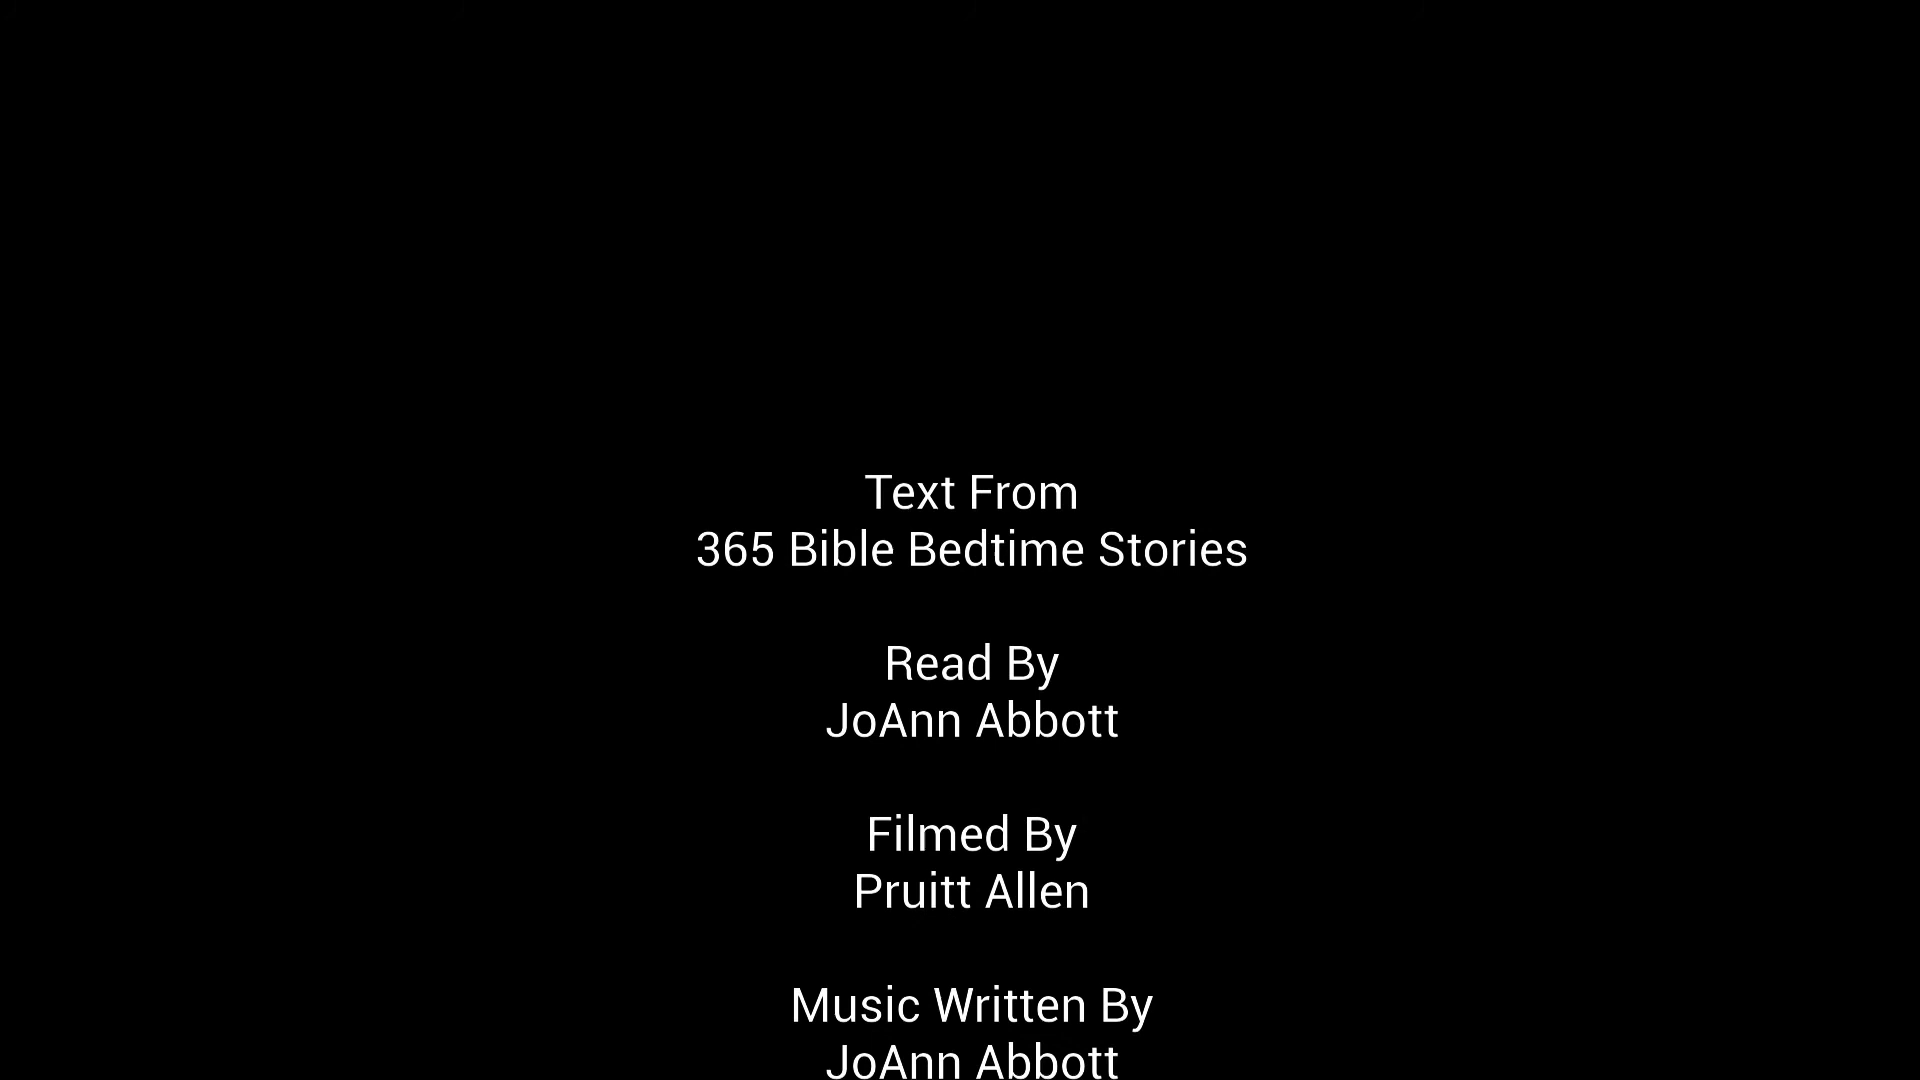 Text From
365 Bible Bedtime Stories
Read By
JoAnn Abbott
Filmed By
Pruitt Allen
Music Written By
JoAnn Abbott